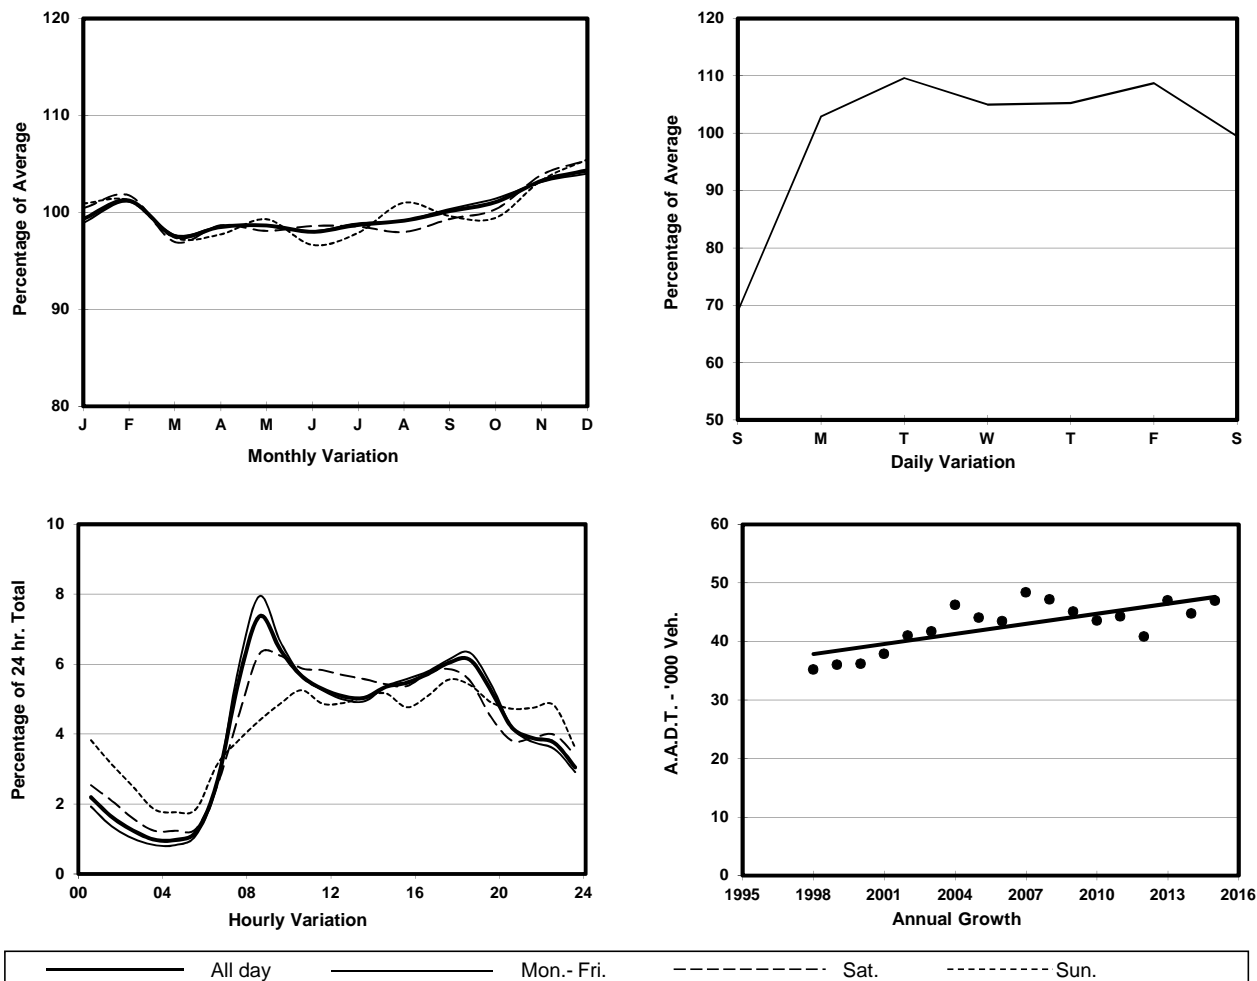 120
110
100
90
80
Percentage of Average
J F M A M J J A S O N D
Monthly Variation
120
110
100
90
80
70
60
50
Percentage of Average
S M T W T F S
Daily Variation
10
8
6
4
2
0
Percentage of 24 hr. Total
00 04 08 12 16 20 24
Hourly Variation
60
50
40
30
20
10
0
A.A.D.T. - '000 Veh.
1995 1998 2001 2004 2007 2010 2013 2016
Annual Growth
All day Mon.- Fri. Sat. Sun.